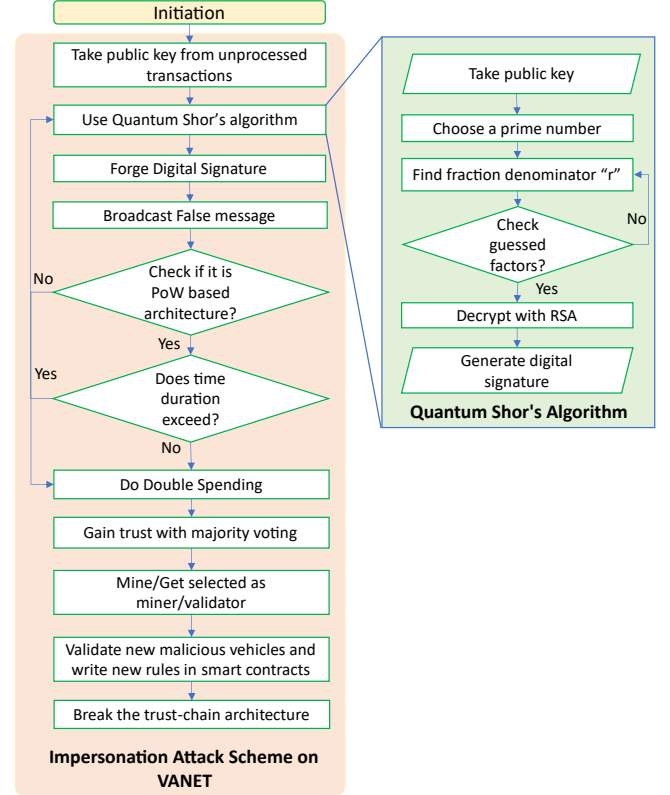 Initiation
Take public key from unprocessed
transactions
Use Quantum Shor's algorithm
Forge Digital Signature
Broadcast False message
Check if it is
PoW based
architecture?
No
Yes
Does time
duration
exceed?
Yes
No
Do Double Spending
Gain trust with majority voting
Mine/Get selected as
miner/validator
Validate new malicious vehicles and
write new rules in smart contracts
Break the trust-chain architecture
Impersonation Attack Scheme on
VANET
Take public key
Choose a prime number
Find fraction denominator “r”
Check
guessed
factors?
No
Yes
Decrypt with RSA
Generate digital
signature
Quantum Shor's Algorithm